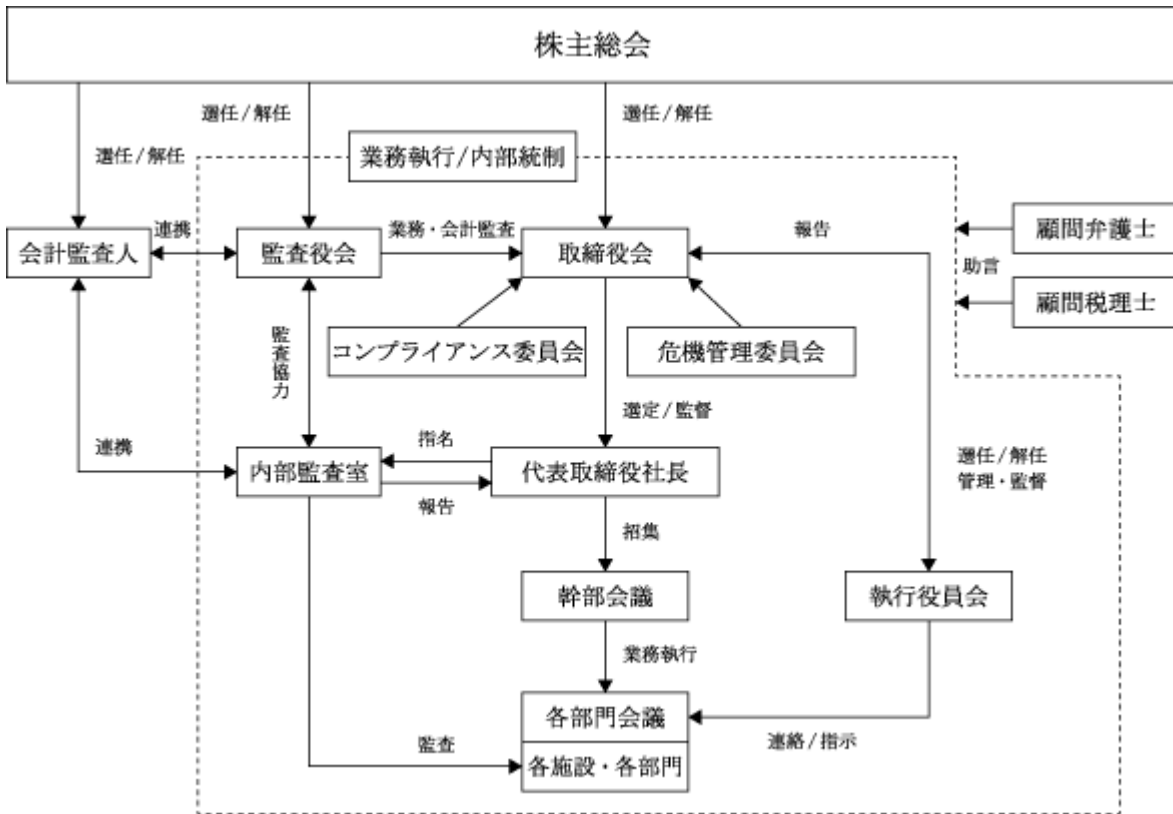 株主総会
選任/解任
選任/解任
選任/解任
業務執行/内部統制
会計監査人
連携
監査役会
業務・会計監査
取締役会
報告
顧問弁護士
助言
顧問税理士
コンプライアンス委員会
危機管理委員会
監査協力
選定/監督
連携
内部監査室
指名
報告
代表取締役社長
選任/解任
管理・監督
招集
幹部会議
執行役員会
業務執行
各部門会議
連絡/指示
監査
各施設・各部門